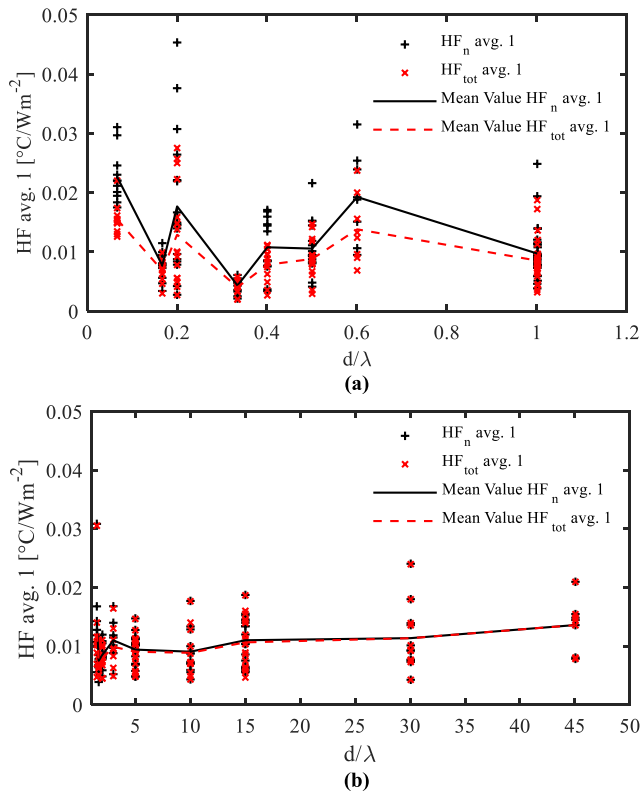 0.05
0.04
0.03
0.02
0.01
0
HF avg. 1 [°C/Wm-2]
HFn avg. 1
HFtot avg. 1
Mean Value HFn avg. 1
Mean Value HFtot avg. 1
0 0.2 0.4 0.6 0.8 1 1.2
d/λ
(a)
0.05
0.04
0.03
0.02
0.01
0
HF avg. 1 [°C/Wm-2]
HFn avg. 1
HFtot avg. 1
Mean Value HFn avg. 1
Mean Value HFtot avg. 1
5 10 15 20 25 30 35 40 45 50
d/λ
(b)